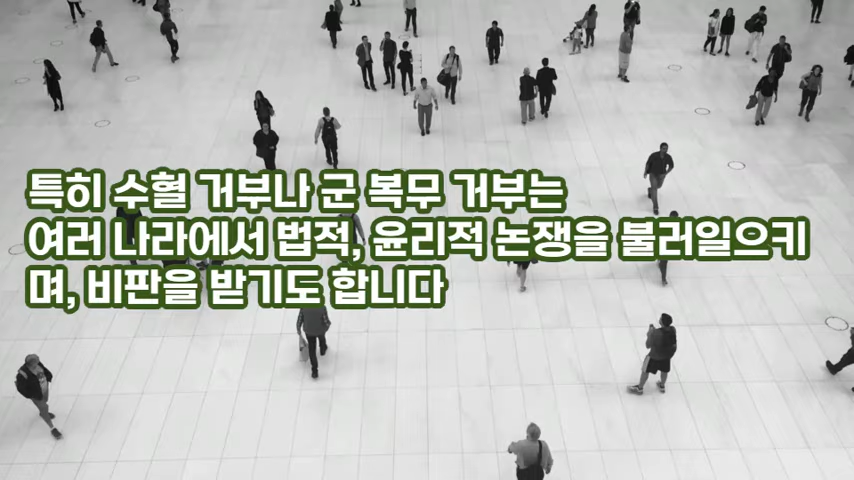 특히 수혈 거부나 군 복무 거부는
여러 나라에서 법적, 윤리적 논쟁을 불러일으키
며, 비판을 받기도 합니다